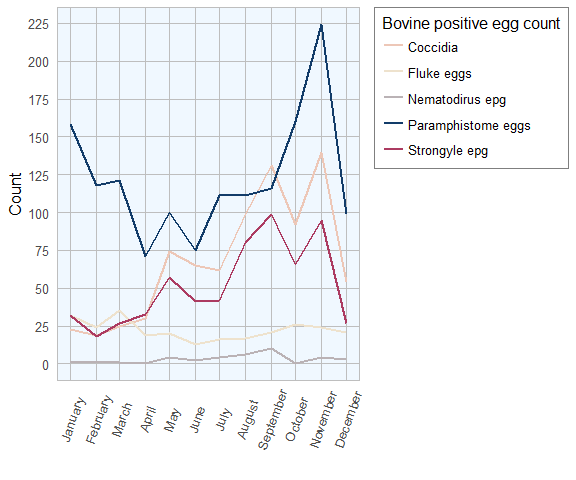 Bovine positive egg count
Coccidia
Fluke eggs
Nematodirus epg
Paramphistome eggs
Strongyle epg
Count
225
200
175
150
125
100
75
50
25
0
January
February
March
April
May
June
July
August
September
October
November
December